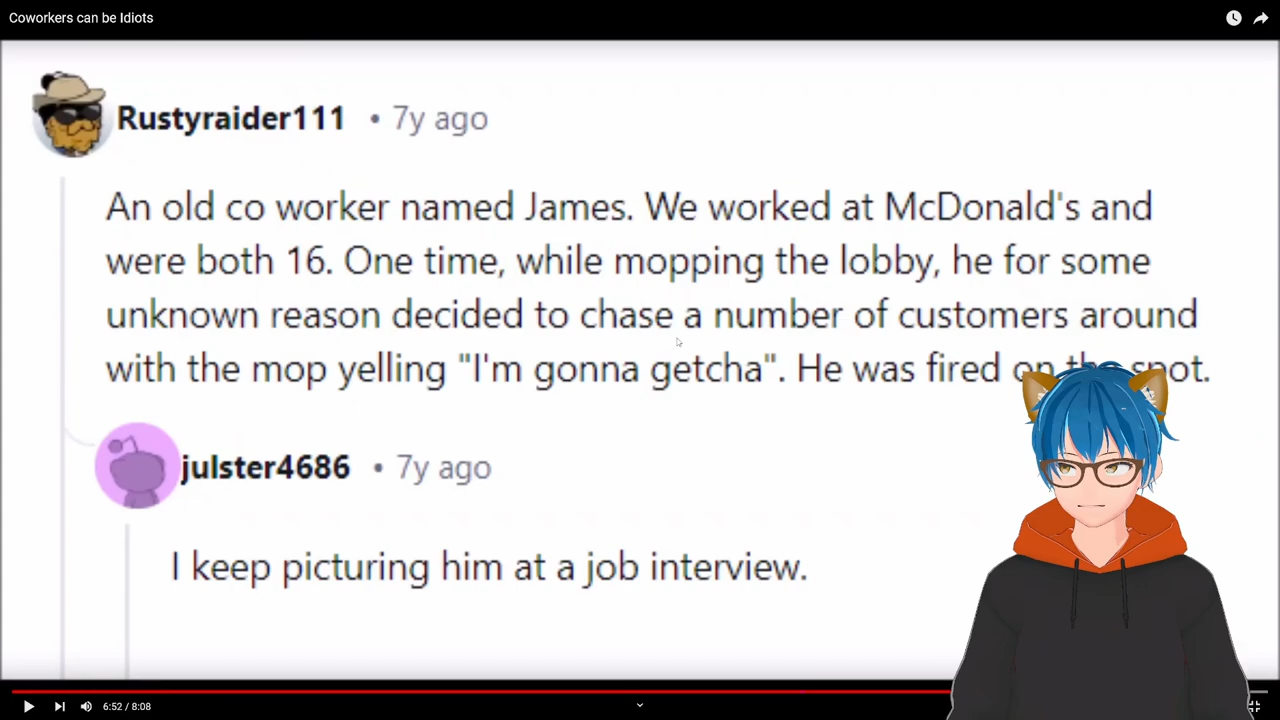 Coworkers can be Idiots
Rustyraider111 • 7y ago
An old co worker named James. We worked at McDonald's and
were both 16. One time, while mopping the lobby, he for some
unknown reason decided to chase a number of customers around
with the mop yelling "I'm gonna getcha". He was fired on the spot.
julster4686 • 7y ago
I keep picturing him at a job interview.
6:52 / 8:08